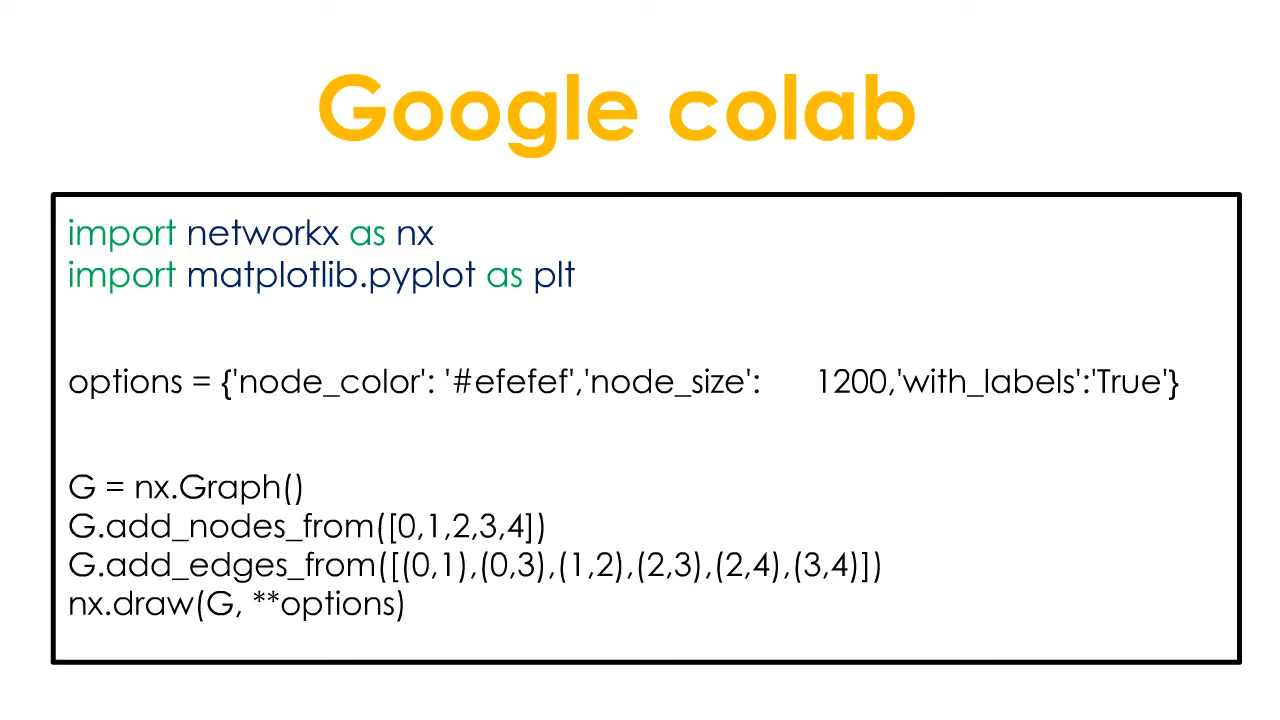 Google colab
import networkx as nx
import matplotlib.pyplot as plt
options = {'node_color': '#efefef','node_size': 1200,'with_labels':'True'}
G = nx.Graph()
G.add_nodes_from([0,1,2,3,4])
G.add_edges_from([(0,1),(0,3),(1,2),(2,3),(2,4),(3,4)])
nx.draw(G, **options)